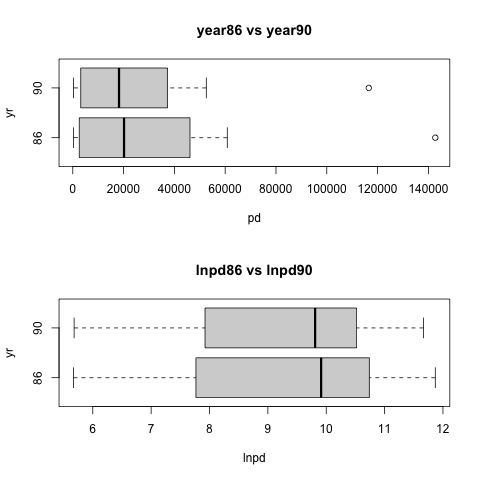 year86 vs year90
yr
90
86
0 20000 40000 60000 80000 100000 120000 140000
pd
lnpd86 vs lnpd90
yr
90
86
6 7 8 9 10 11 12
lnpd